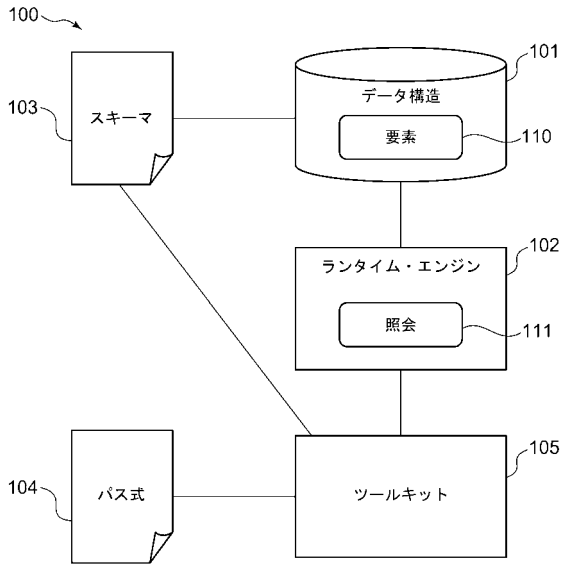 100
101
103
スキーマ
データ構造
要素
110
102
ランタイム・エンジン
照会
111
105
104
パス式
ツールキット